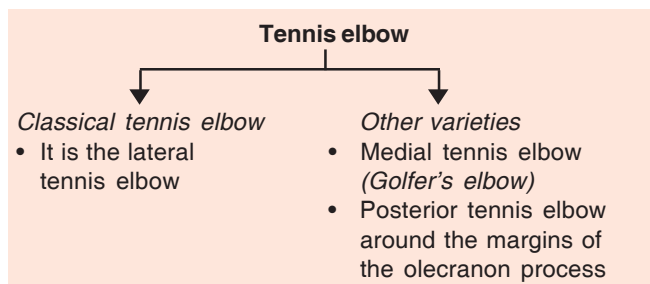 Tennis elbow
Classical tennis elbow
• It is the lateral
tennis elbow
Other varieties
• Medial tennis elbow
(Golfer's elbow)
• Posterior tennis elbow
around the margins of
the olecranon process